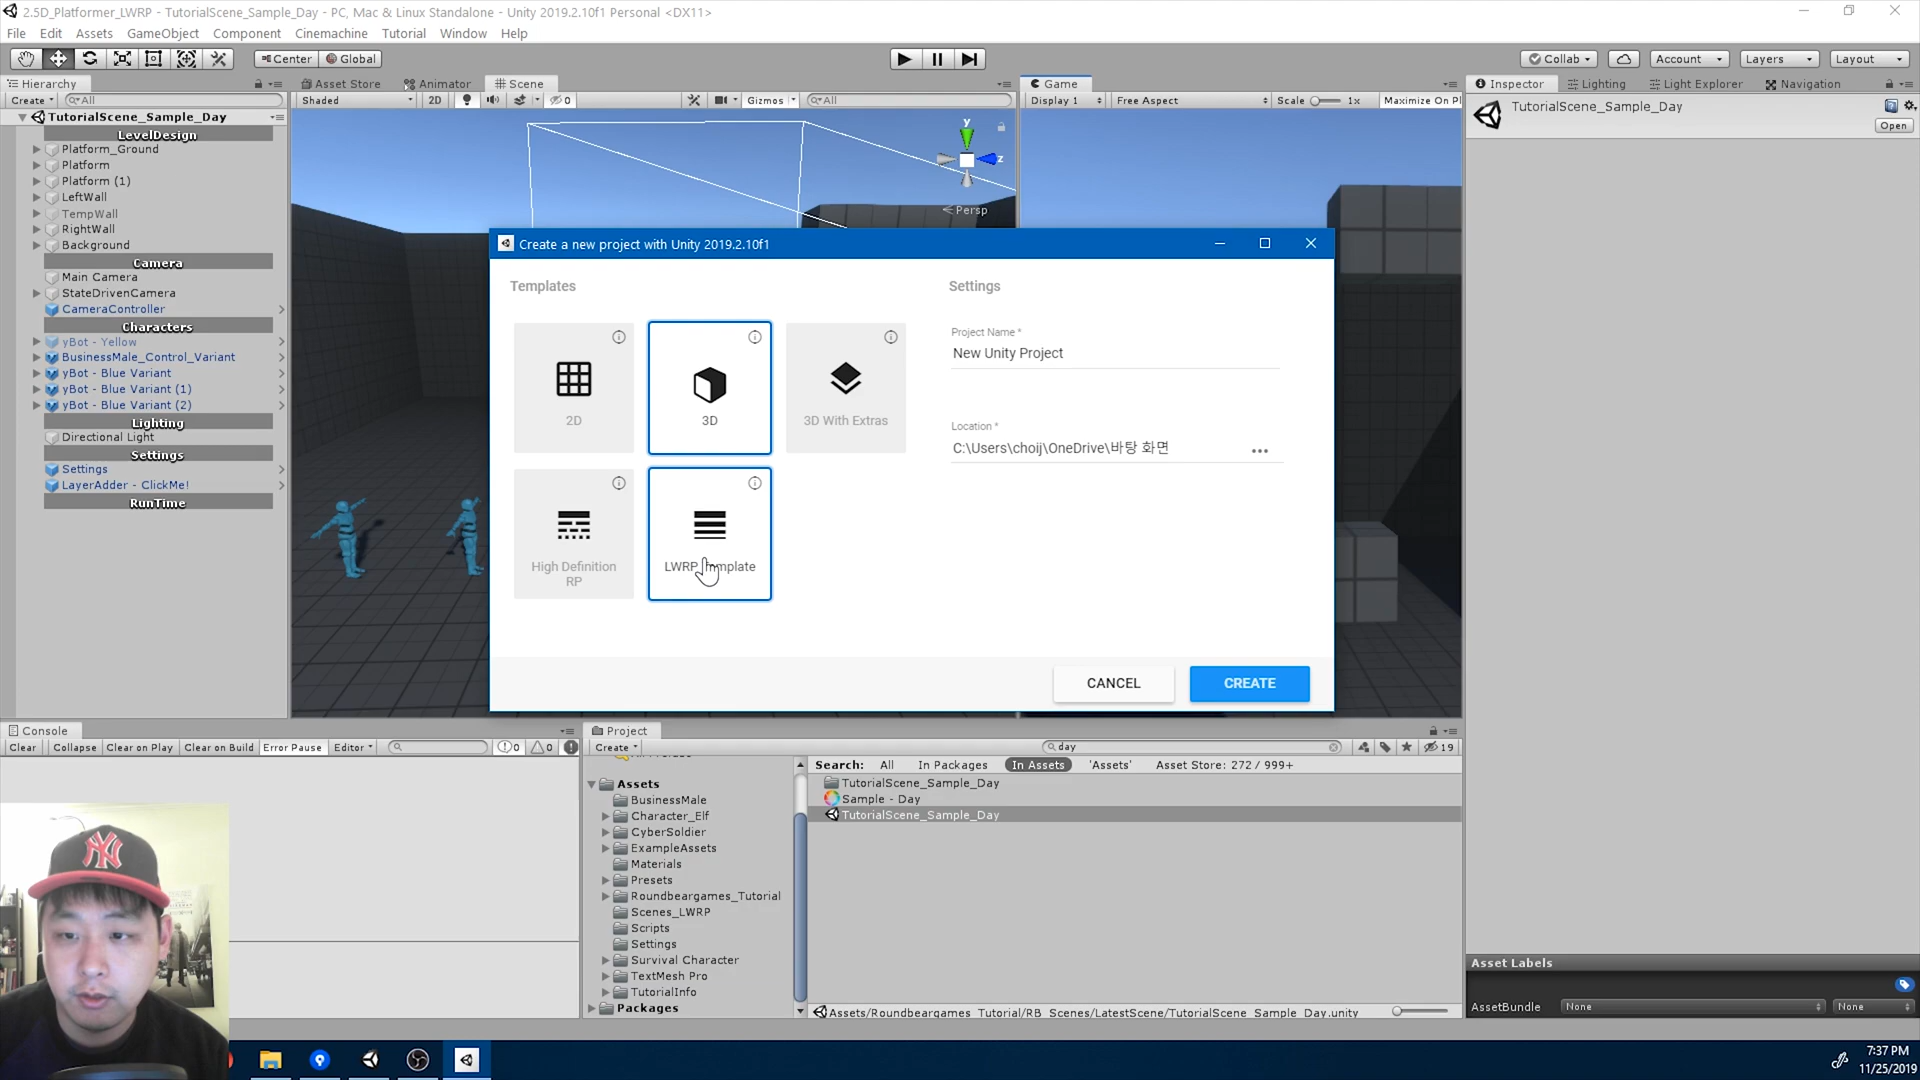 2.5D_Platformer_LWRP - TutorialScene_Sample_Day - PC, Mac & Linux Standalone - Unity 2019.2.10f1 Personal <DX11>
File Edit Assets GameObject Component Cinemachine Tutorial Window Help
Center Global
Collab Account Layers Layout
Hierarchy
Asset Store Animator Scene
Game
Inspector Lighting Light Explorer Navigation
Create All
Shaded 2D 0 Gizmos All
Display 1 Free Aspect Scale 1x Maximize On Pl
TutorialScene_Sample_Day
Open
TutorialScene_Sample_Day
LevelDesign
Platform_Ground
Platform
Platform (1)
LeftWall
TempWall
RightWall
Background
Camera
Main Camera
StateDrivenCamera
CameraController
Characters
yBot - Yellow
BusinessMale_Control_Variant
yBot - Blue Variant
yBot - Blue Variant (1)
yBot - Blue Variant (2)
Lighting
Directional Light
Settings
Settings
LayerAdder - ClickMe!
RunTime
y
z
Persp
Create a new project with Unity 2019.2.10f1
Templates
2D
3D
3D With Extras
High Definition
RP
LWRP Template
Settings
Project Name *
New Unity Project
Location *
C:\Users\choij\OneDrive\바탕 화면
CANCEL CREATE
Console
Clear Collapse Clear on Play Clear on Build Error Pause Editor 0 0
Project
Create day 19
Assets
BusinessMale
Character_Elf
CyberSoldier
ExampleAssets
Materials
Presets
Roundbeargames_Tutorial
Scenes_LWRP
Scripts
Settings
Survival Character
TextMesh Pro
TutorialInfo
Packages
Search: All In Packages In Assets 'Assets' Asset Store: 272 / 999+
TutorialScene_Sample_Day
Sample - Day
TutorialScene_Sample_Day
Assets/Roundbeargames_Tutorial/RB_Scenes/LatestScene/TutorialScene_Sample_Day.unity
Asset Labels
AssetBundle None None
7:37 PM
11/25/2019